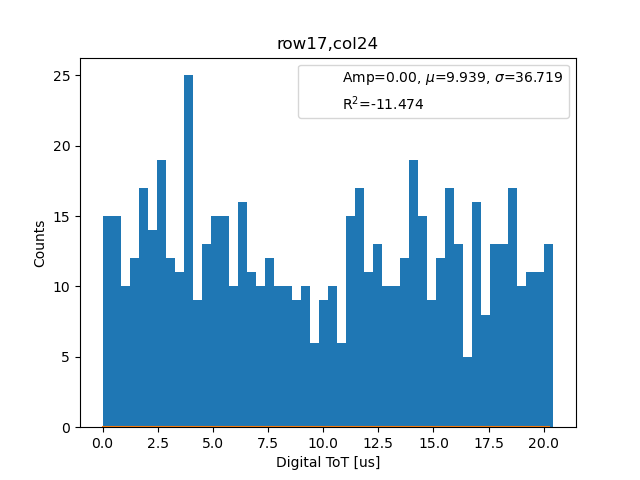 row17,col24
Amp=0.00, μ=9.939, σ=36.719
R²=-11.474
25
20
15
10
5
0
Counts
0.0 2.5 5.0 7.5 10.0 12.5 15.0 17.5 20.0
Digital ToT [us]